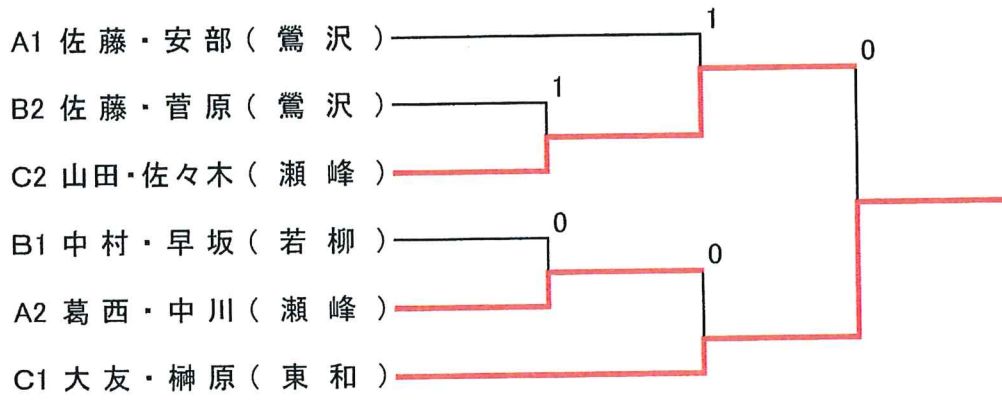 1
A1 佐藤・安部(鶯沢)
0
1
B2 佐藤・菅原(鶯沢)
C2 山田・佐々木(瀬峰)
0
B1 中村・早坂(若柳)
0
A2 葛西・中川(瀬峰)
C1 大友・榊原(東和)